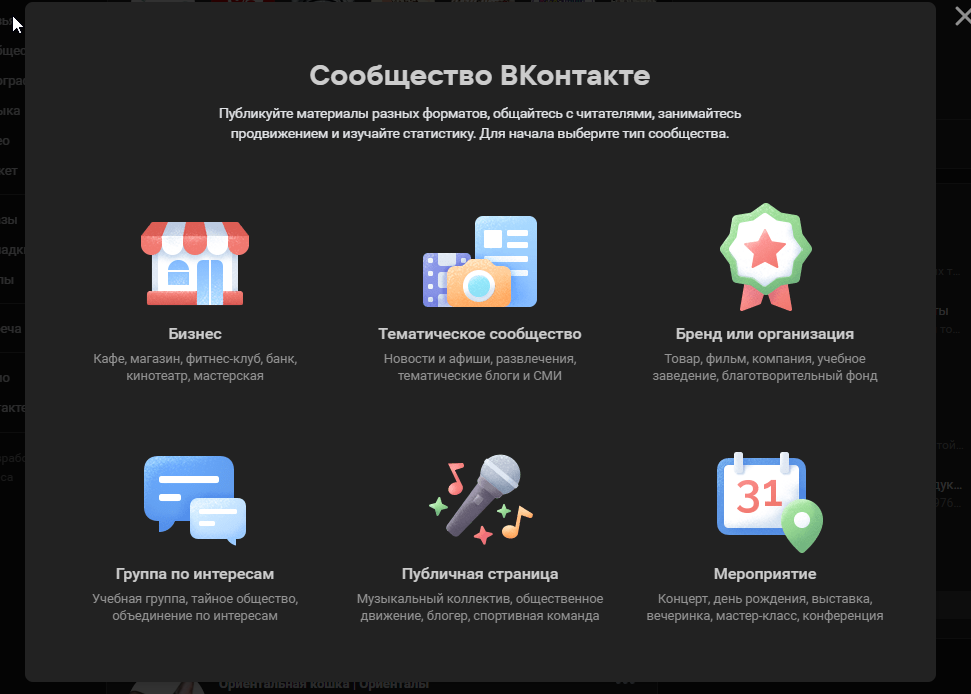 Сообщество ВКонтакте
Публикуйте материалы разных форматов, общайтесь с читателями, занимайтесь
продвижением и изучайте статистику. Для начала выберите тип сообщества.
Бизнес
Кафе, магазин, фитнес-клуб, банк,
кинотеатр, мастерская
Тематическое сообщество
Новости и афиши, развлечения,
тематические блоги и СМИ
Бренд или организация
Товар, фильм, компания, учебное
заведение, благотворительный фонд
31
Группа по интересам
Учебная группа, тайное общество,
объединение по интересам
Публичная страница
Музыкальный коллектив, общественное
движение, блогер, спортивная команда
Мероприятие
Концерт, день рождения, выставка,
вечеринка, мастер-класс, конференция
Ориентальная кошка | Ориенталы